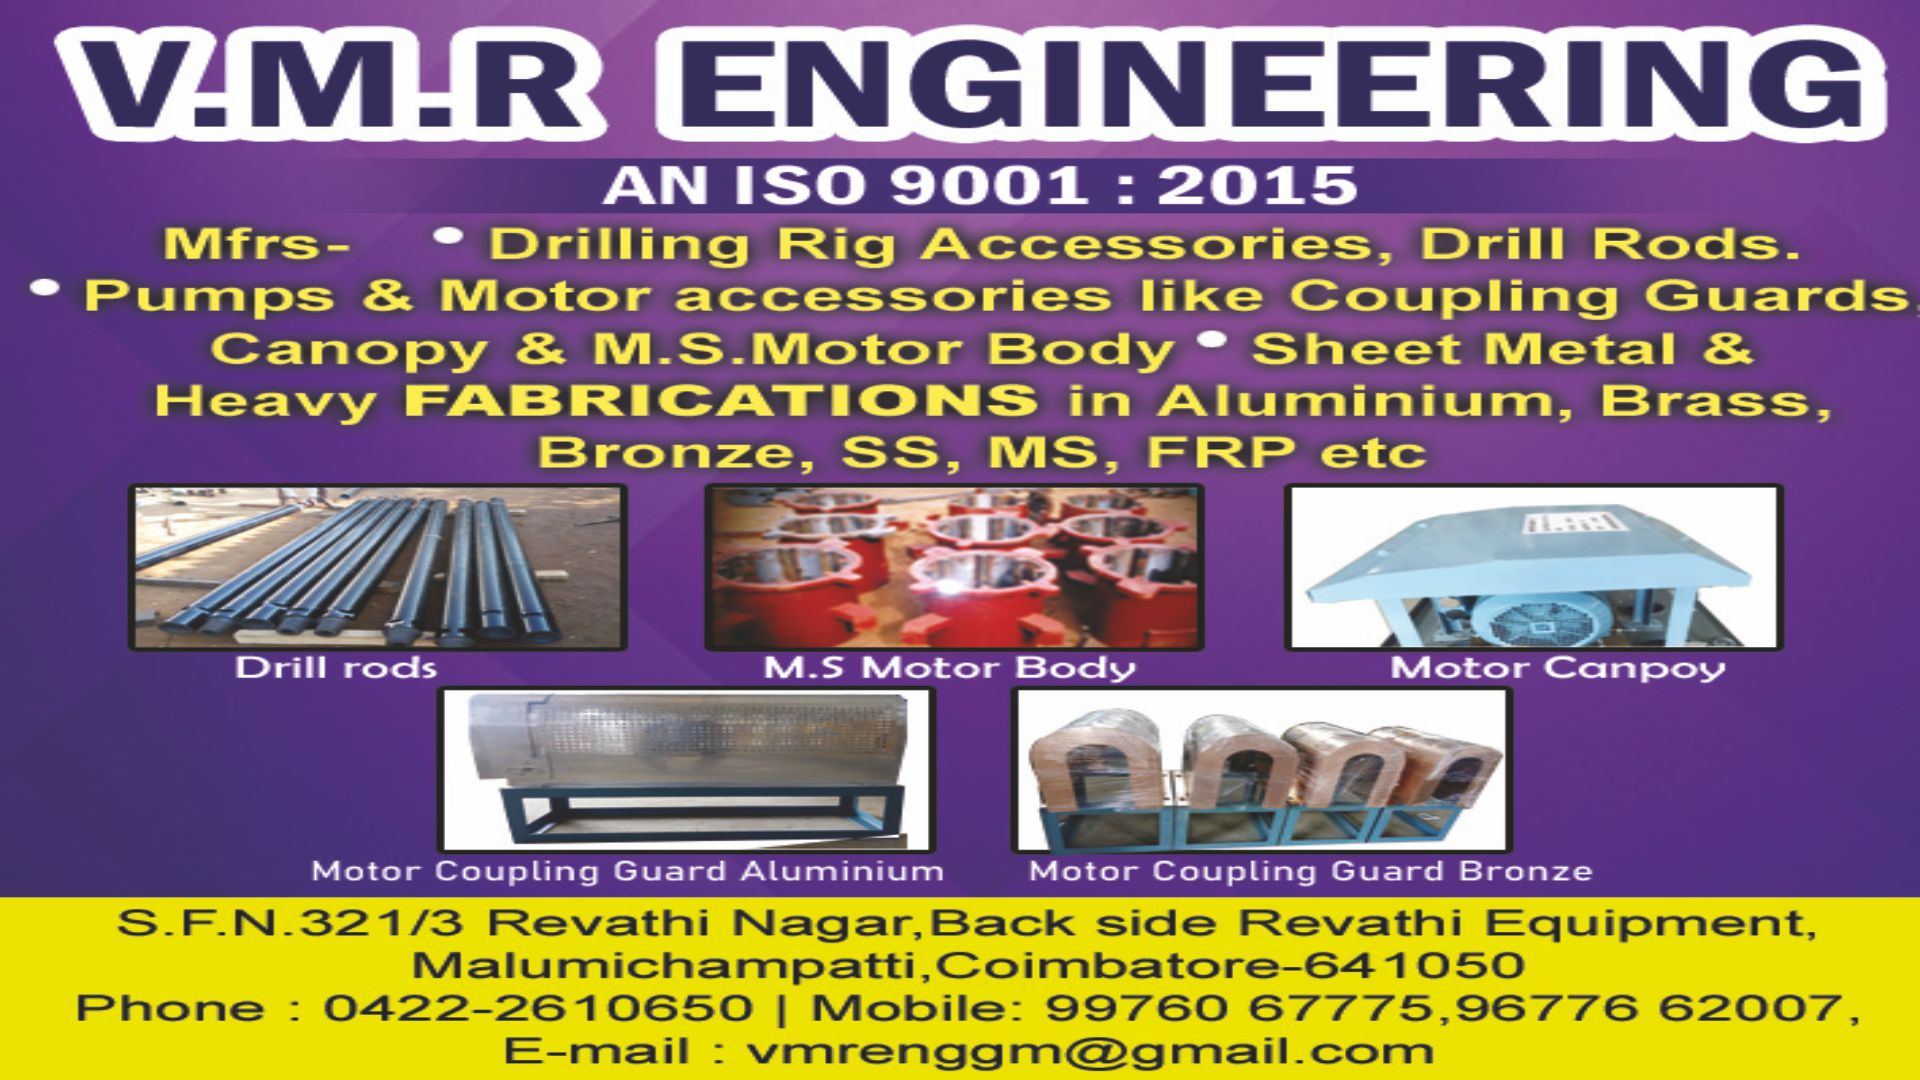 V.M.R ENGINEERING
AN ISO 9001 : 2015
Mfrs- • Drilling Rig Accessories, Drill Rods.
• Pumps & Motor accessories like Coupling Guards,
Canopy & M.S.Motor Body • Sheet Metal &
Heavy FABRICATIONS in Aluminium, Brass,
Bronze, SS, MS, FRP etc
Drill rods
M.S Motor Body
Motor Canpoy
Motor Coupling Guard Aluminium
Motor Coupling Guard Bronze
S.F.N.321/3 Revathi Nagar,Back side Revathi Equipment,
Malumichampatti,Coimbatore-641050
Phone : 0422-2610650 | Mobile: 99760 67775,96776 62007,
E-mail : vmrenggm@gmail.com